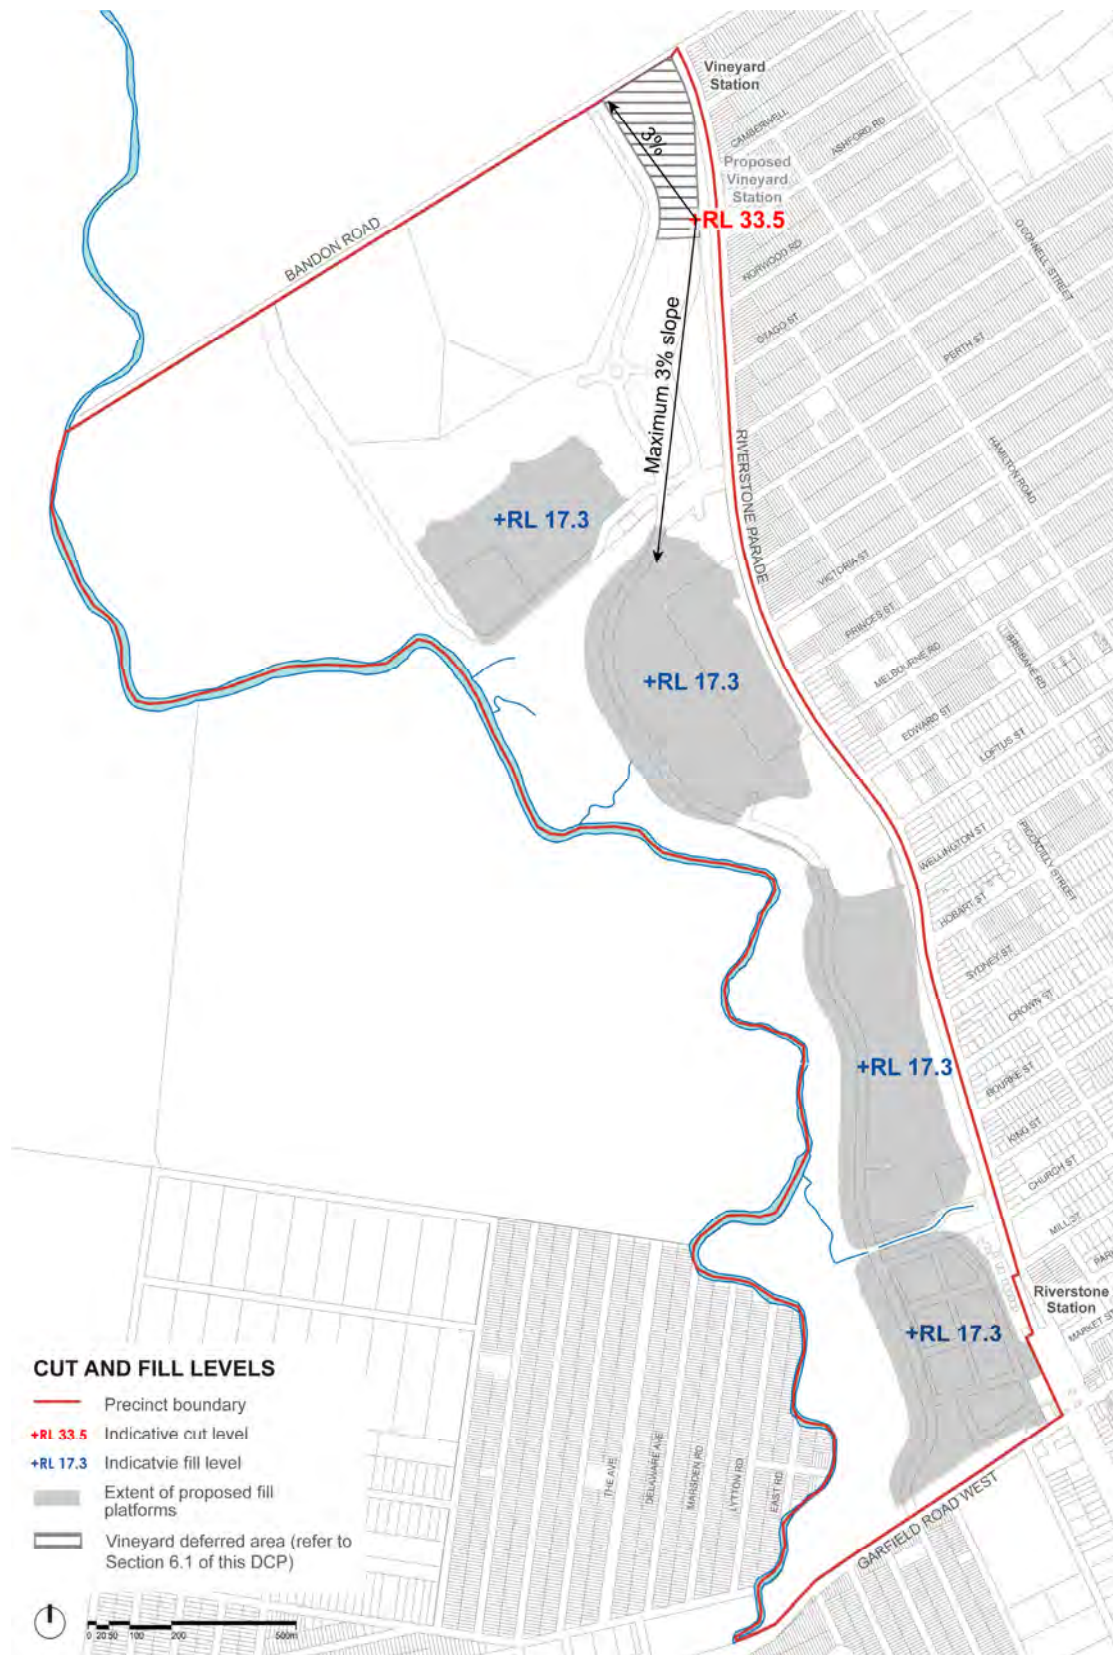 Vineyard
Station
CAMBERWELL
ASHFORD RD
Proposed
Vineyard
Station
3%
+RL 33.5
BANDON ROAD
NORWOOD RD
O'CONNELL STREET
OTAGO ST
PERTH ST
Maximum 3% slope
RIVERSTONE PARADE
HAMILTON ROAD
+RL 17.3
VICTORIA ST
PRINCES ST
MELBOURNE RD
BRISBANE RD
+RL 17.3
EDWARD ST
LOFTUS ST
WELLINGTON ST
PICCADILLY STREET
HOBART ST
SYDNEY ST
CROWN ST
+RL 17.3
BOURKE ST
KING ST
CHURCH ST
MILL ST
PAR
Riverstone
Station
MARKET ST
+RL 17.3
GARFIELD ROAD WEST
THE AVE
DELAWARE AVE
MARSDEN RD
LYTTON RD
EAST RD
CUT AND FILL LEVELS
Precinct boundary
+RL 33.5 Indicative cut level
+RL 17.3 Indicatvie fill level
Extent of proposed fill
platforms
Vineyard deferred area (refer to
Section 6.1 of this DCP)
0 20 50 100 200 500m